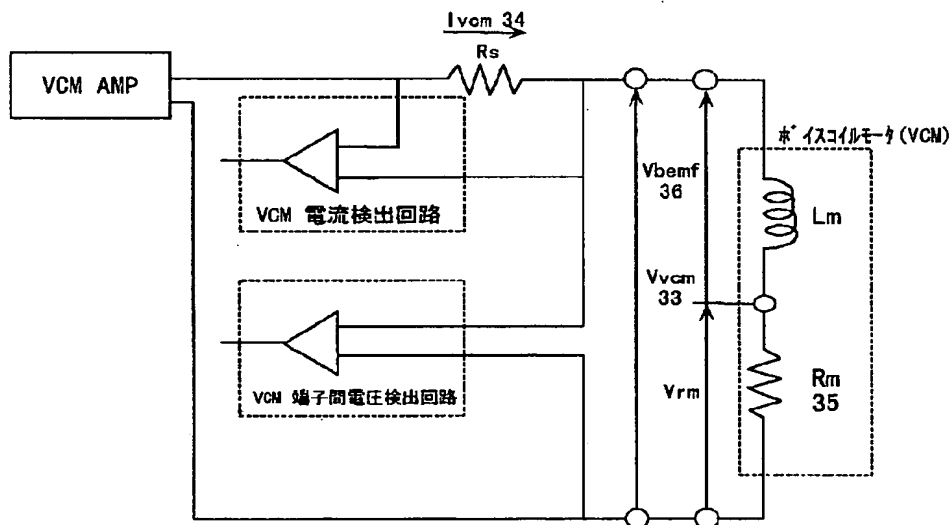 Ivcm 34
Rs
VCM AMP
ボイスコイルモータ(VCM)
Vbemf
36
Lm
VCM 電流検出回路
Vvcm
33
Rm
35
Vrm
VCM 端子間電圧検出回路